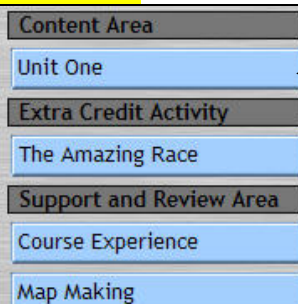 Content Area
Unit One
Extra Credit Activity
The Amazing Race
Support and Review Area
Course Experience
Map Making